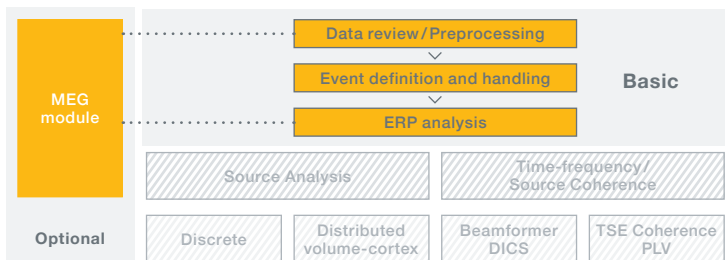 Data review/Preprocessing
Event definition and handling
MEG
module
Basic
ERP analysis
Source Analysis
Time-frequency/
Source Coherence
Optional
Discrete
Distributed
volume-cortex
Beamformer
DICS
TSE Coherence
PLV